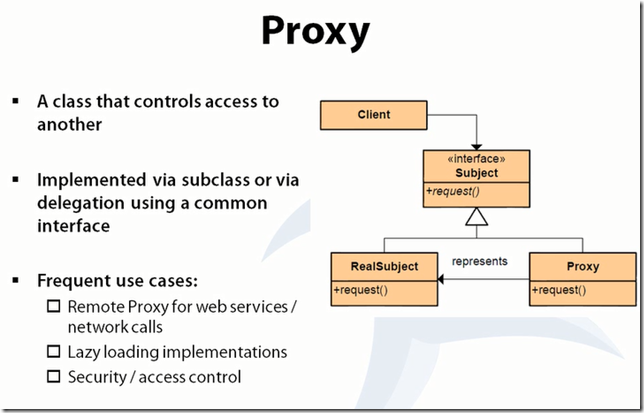 Proxy
A class that controls access to
another
Implemented via subclass or via
delegation using a common
interface
Frequent use cases:
Remote Proxy for web services /
network calls
Lazy loading implementations
Security / access control
Client
«interface»
Subject
+request()
RealSubject
+request()
represents
Proxy
+request()